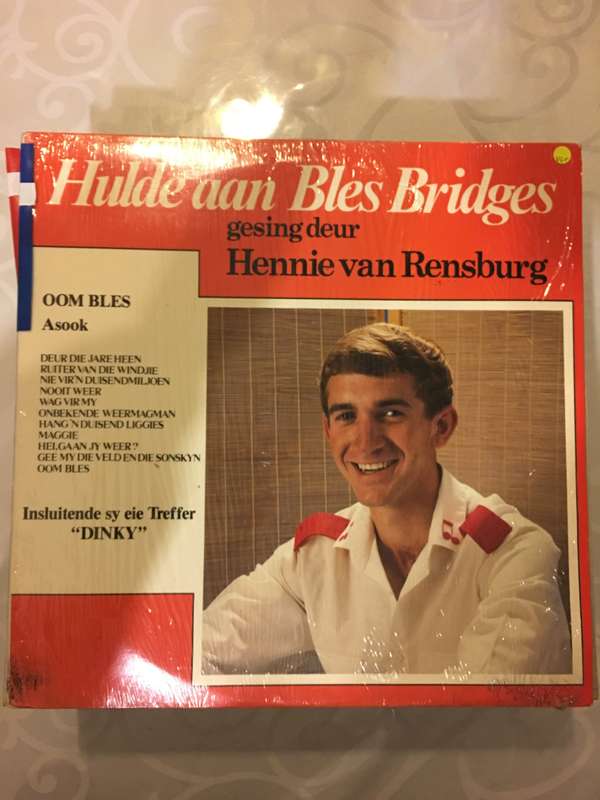 Hulde aan Bles Bridges
gesing deur
Hennie van Rensburg
OOM BLES
Asook
DEUR DIE JARE HEEN
RUITER VAN DIE WINDJIE
NIE VIR'N DUISENDMILJOEN
NOOIT WEER
WAG VIR MY
ONBEKENDE WEERMAGMAN
HANG 'N DUISEND LIGGIES
MAGGIE
HELGAAN JY WEER?
GEE MY DIE VELD EN DIE SONSKYN
OOM BLES
Insluitende sy eie Treffer
"DINKY"